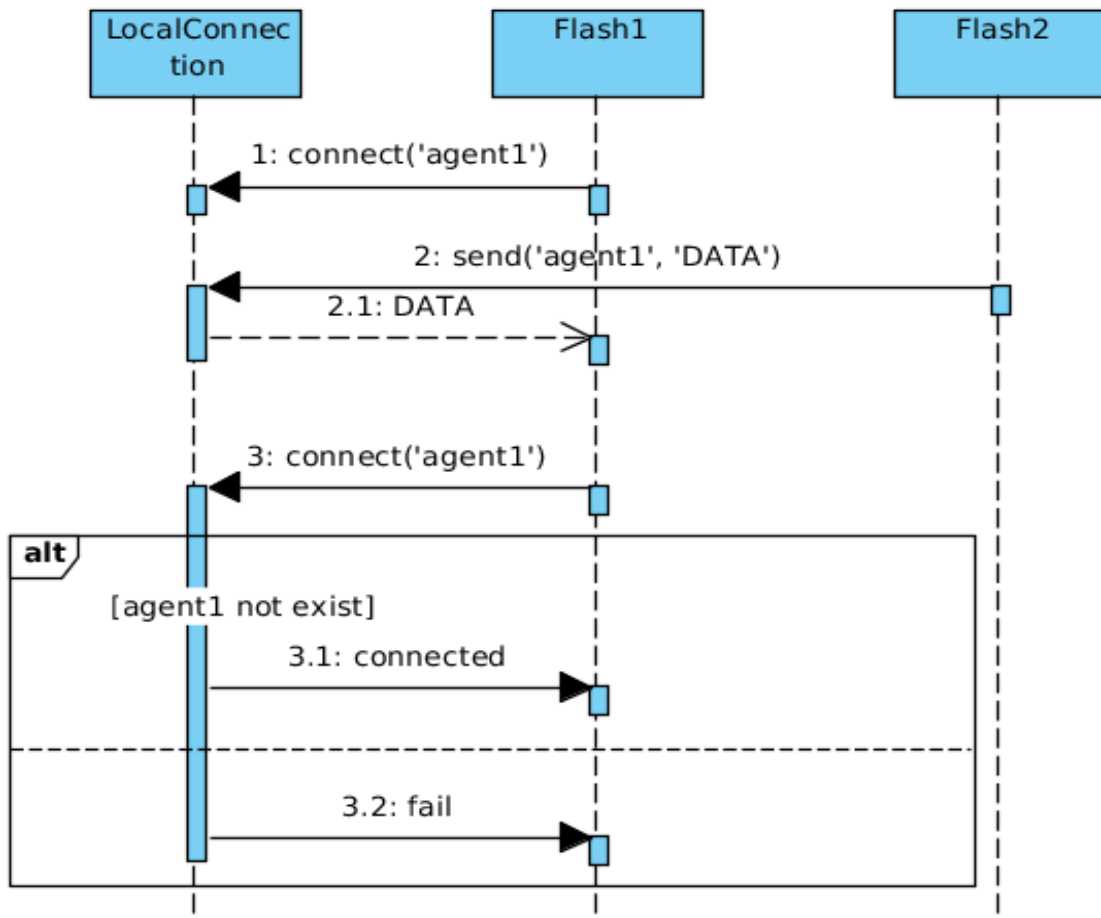 LocalConnec
tion
Flash1
Flash2
1: connect('agent1')
2: send('agent1', 'DATA')
2.1: DATA
3: connect('agent1')
alt
[agent1 not exist]
3.1: connected
3.2: fail